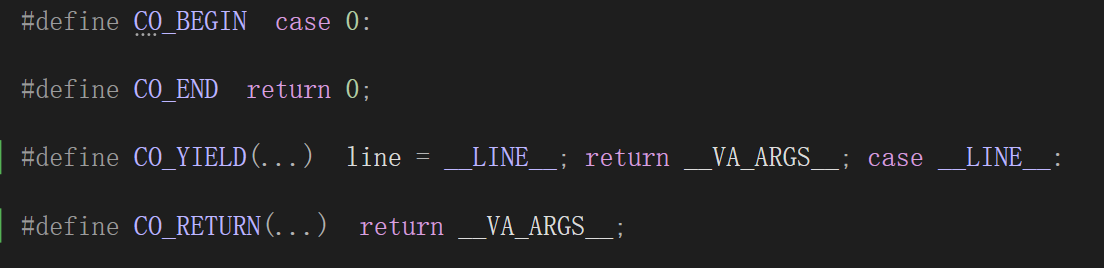 #define CO_BEGIN  case 0:
#define CO_END  return 0;
#define CO_YIELD(...)  line = __LINE__; return __VA_ARGS__; case __LINE__:
#define CO_RETURN(...)  return __VA_ARGS__;